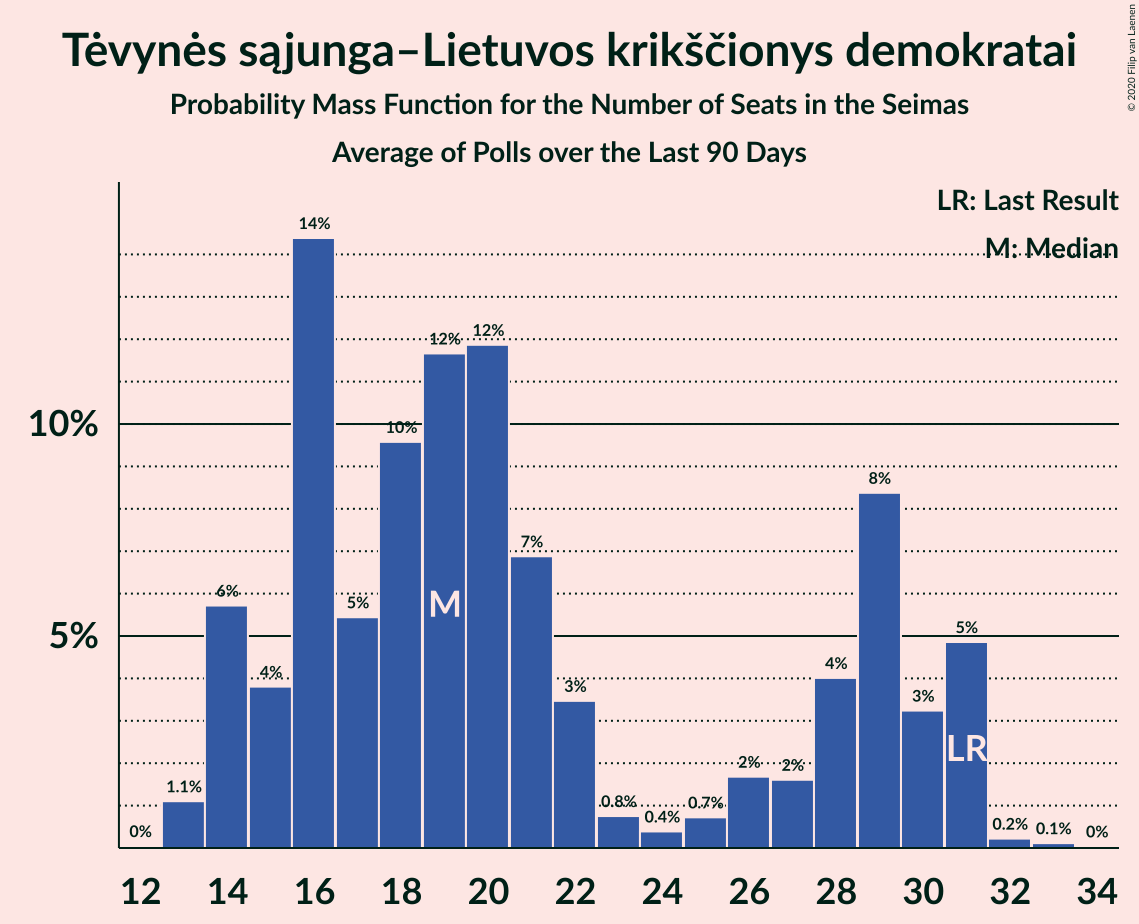 Tėvynės sąjunga–Lietuvos krikščionys demokratai
Probability Mass Function for the Number of Seats in the Seimas
Average of Polls over the Last 90 Days
© 2020 Filip van Laenen
LR: Last Result
M: Median
10%
5%
0%
1.1%
6%
4%
14%
5%
10%
12%
12%
7%
3%
0.8%
0.4%
0.7%
2%
2%
4%
8%
3%
5%
0.2%
0.1%
0%
M
LR
12 14 16 18 20 22 24 26 28 30 32 34